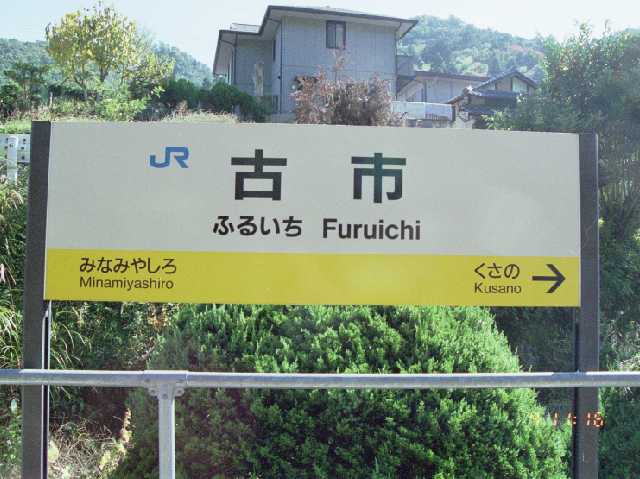 JR
古市
ふるいち Furuichi
みなみやしろ くさの →
Minamiyashiro Kusano